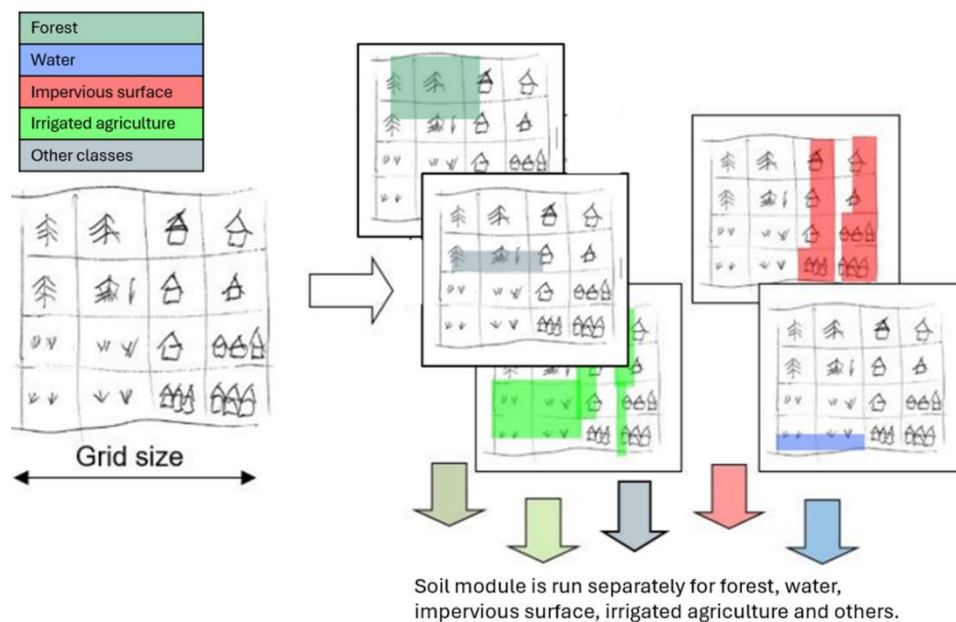 Forest
Water
Impervious surface
Irrigated agriculture
Other classes
Grid size
Soil module is run separately for forest, water,
impervious surface, irrigated agriculture and others.